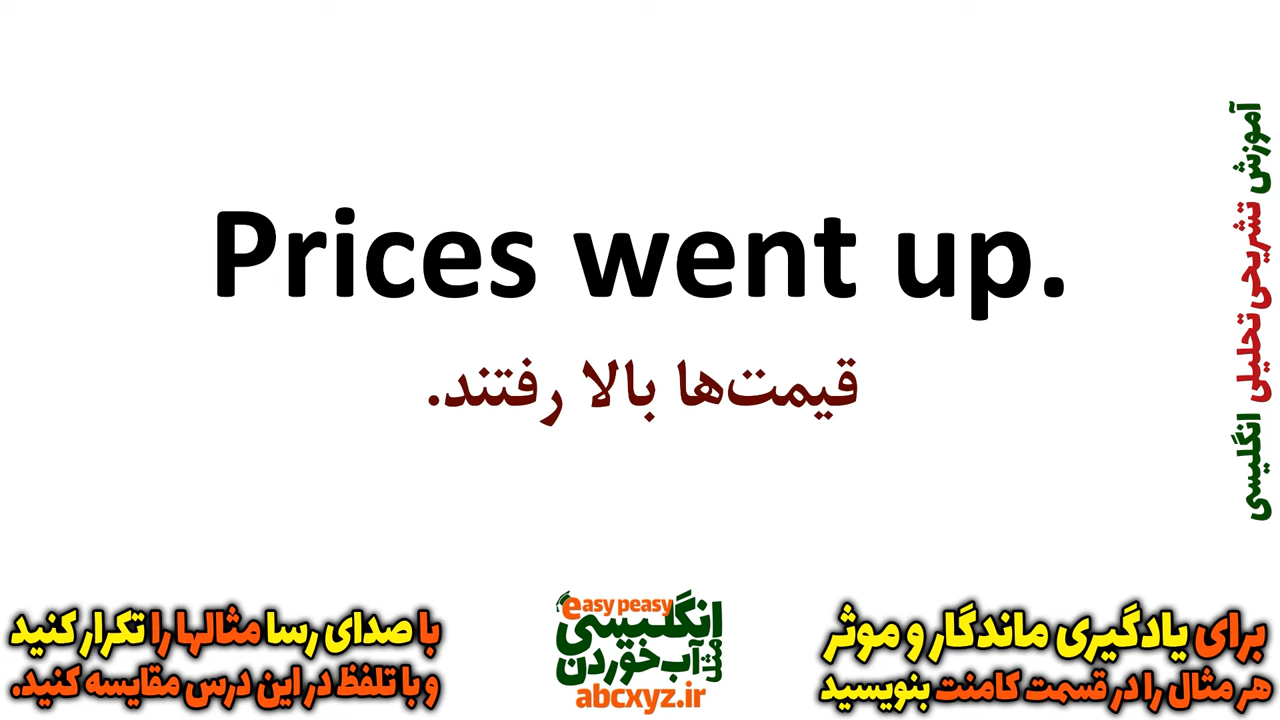 Prices went up.
قیمت‌ها بالا رفتند.
آموزش تشریحی تحلیلی انگلیسی
با صدای رسا مثالها را تکرار کنید
و با تلفظ در این درس مقایسه کنید.
easy peasy
انگلیسی
مثل آب خوردن
abcxyz.ir
برای یادگیری ماندگار و موثر
هر مثال را در قسمت کامنت بنویسید